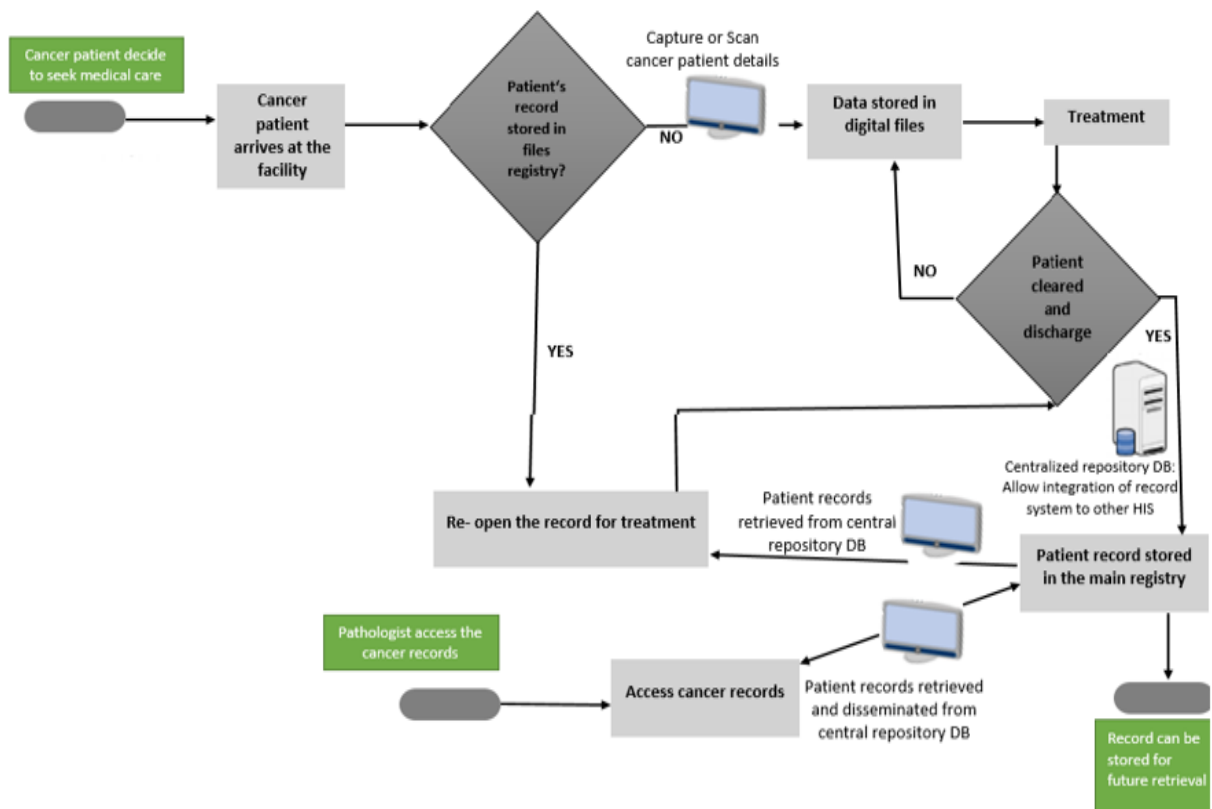 Cancer patient decide
to seek medical care
Cancer
patient
arrives at the
facility
Patient's
record
stored in
files
registry?
NO
Capture or Scan
cancer patient details
Data stored in
digital files
Treatment
Patient
cleared
and
discharge
NO
YES
YES
Centralized repository DB:
Allow integration of record
system to other HIS
Re- open the record for treatment
Patient records
retrieved from central
repository DB
Patient record stored
in the main registry
Pathologist access the
cancer records
Access cancer records
Patient records retrieved
and disseminated from
central repository DB
Record can be
stored for
future retrieval